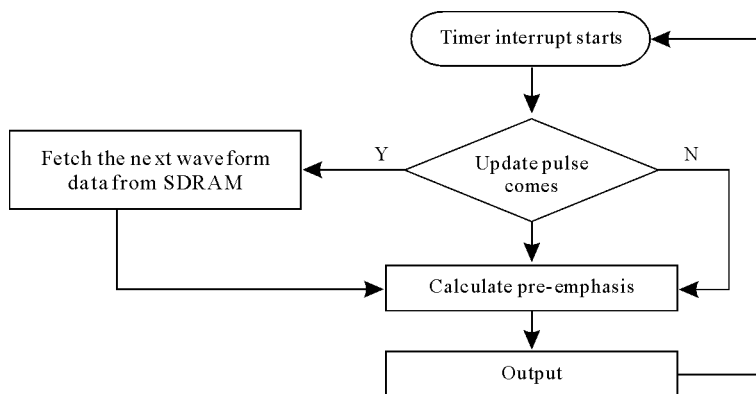 Timer interrupt starts
Y
N
Fetch the next waveform
data from SDRAM
Update pulse
comes
Calculate pre-emphasis
Output